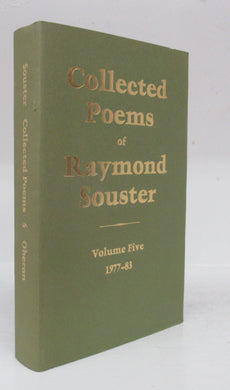 Souster Collected Poems 5 Oberon
Collected
Poems
of
Raymond
Souster
Volume Five
1977-83